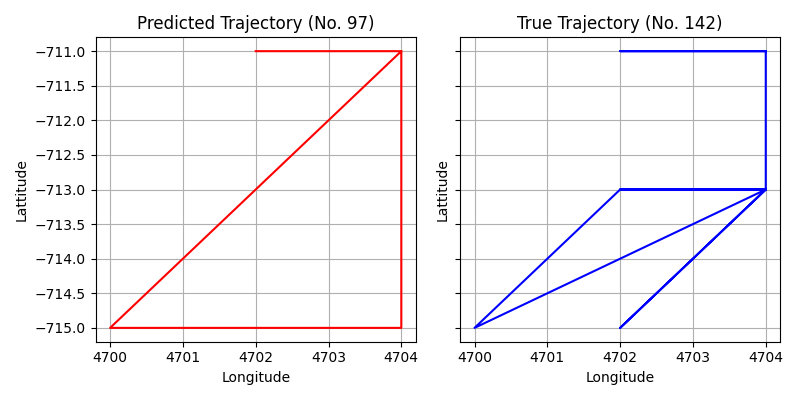 Predicted Trajectory (No. 97)
True Trajectory (No. 142)
−711.0
−711.5
−712.0
−712.5
−713.0
−713.5
−714.0
−714.5
−715.0
Lattitude
Lattitude
4700 4701 4702 4703 4704
4700 4701 4702 4703 4704
Longitude
Longitude